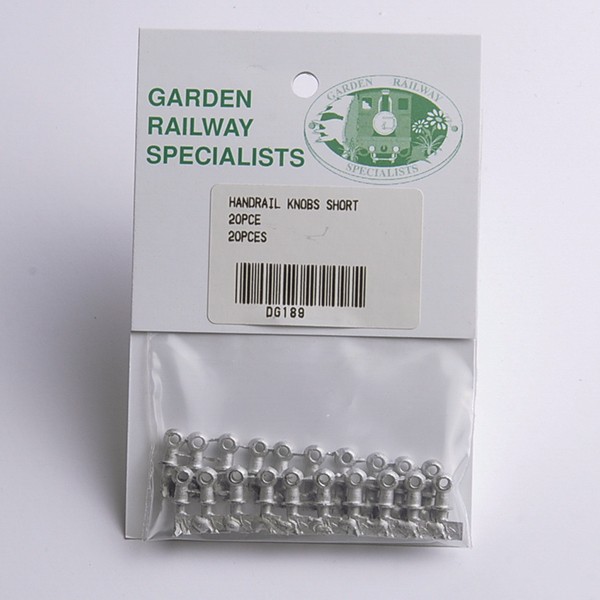 GARDEN
RAILWAY
SPECIALISTS
GARDEN RAILWAY
SPECIALISTS
HANDRAIL KNOBS SHORT
20PCE
20PCES
DG189